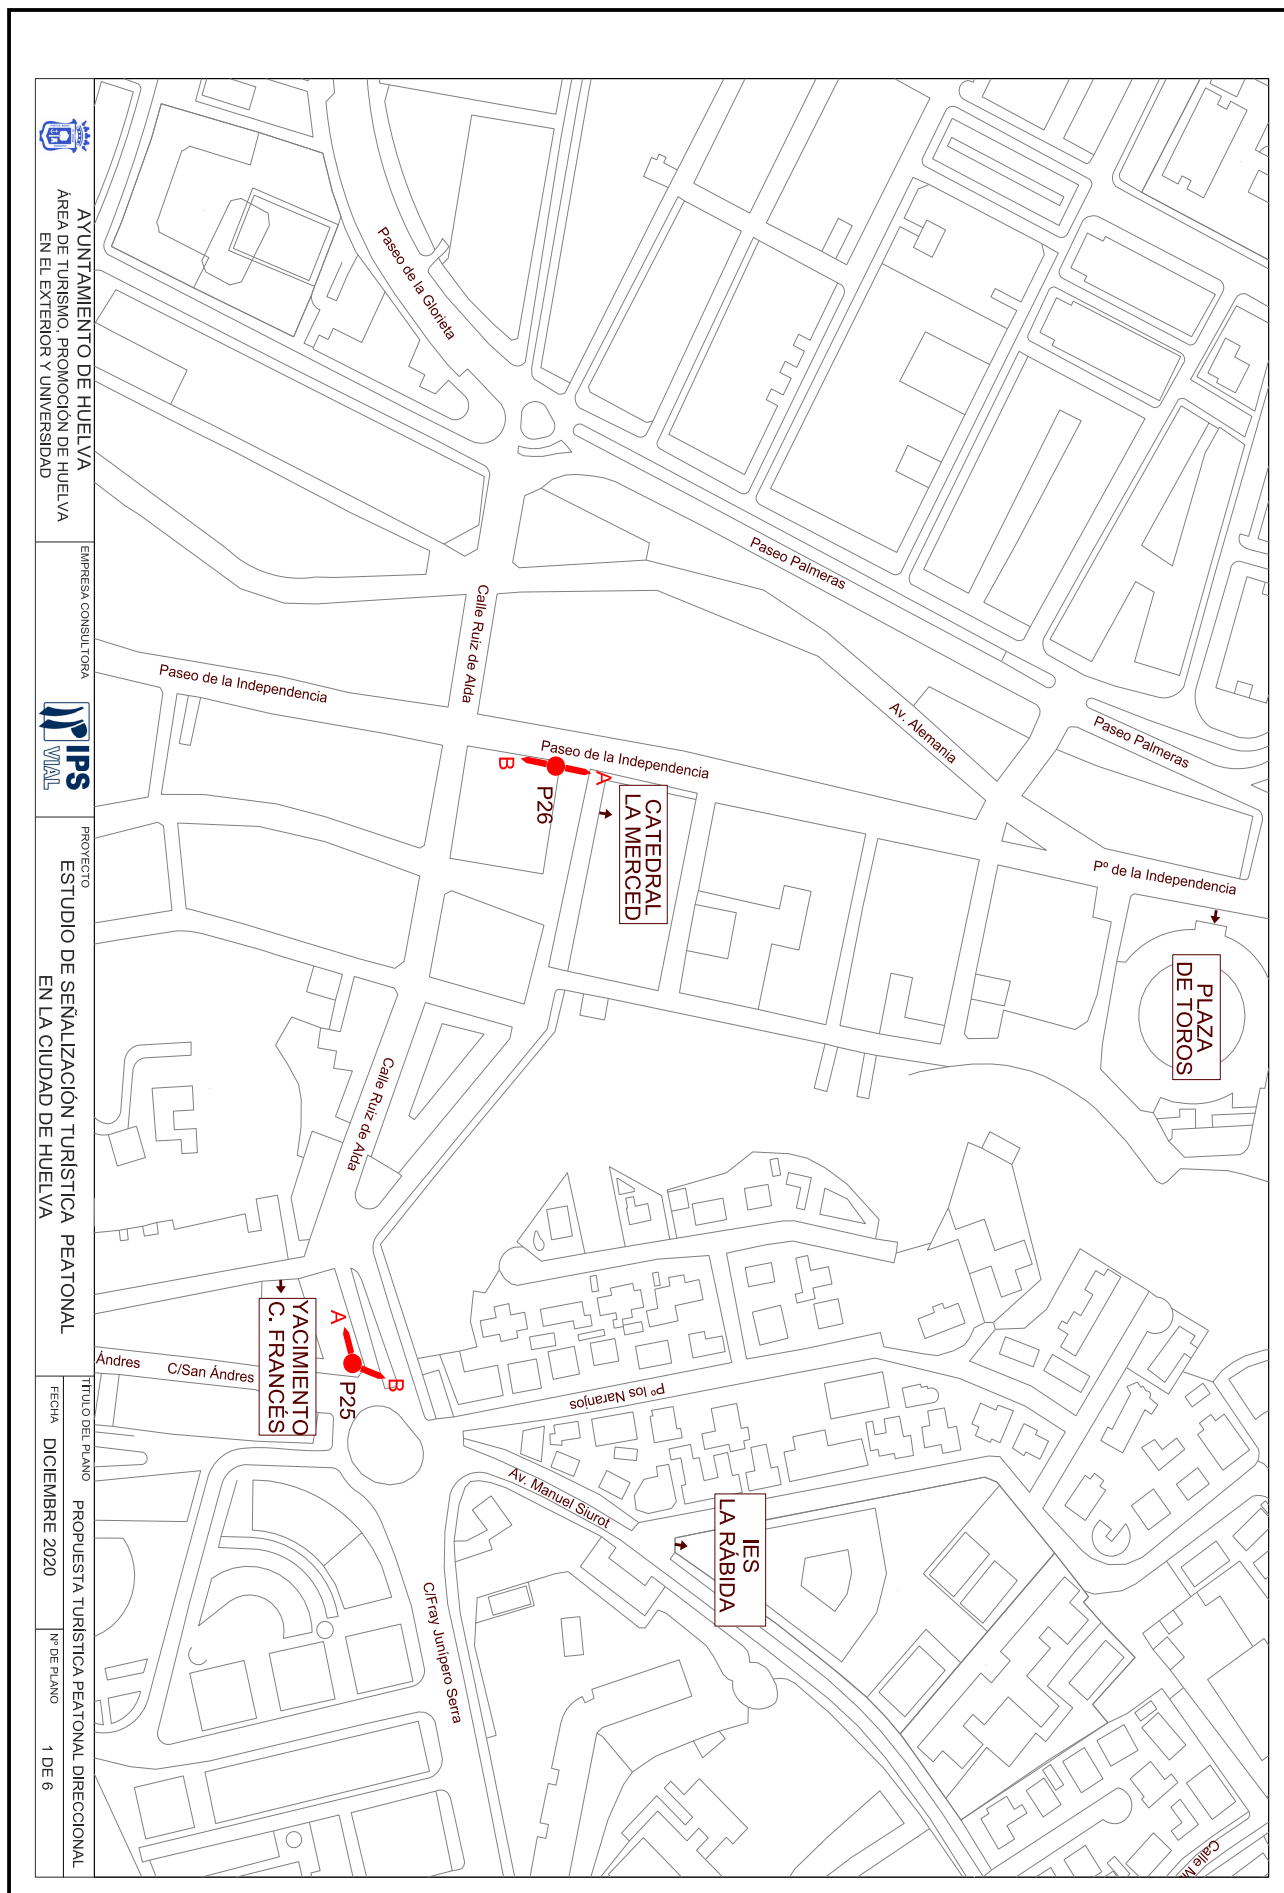 AYUNTAMIENTO DE HUELVA
ÁREA DE TURISMO, PROMOCIÓN DE HUELVA
EN EL EXTERIOR Y UNIVERSIDAD
EMPRESA CONSULTORA
IPS
VIAL
PROYECTO
ESTUDIO DE SEÑALIZACIÓN TURÍSTICA PEATONAL
EN LA CIUDAD DE HUELVA
TÍTULO DEL PLANO
PROPUESTA TURÍSTICA PEATONAL DIRECCIONAL
FECHA
DICIEMBRE 2020
Nº DE PLANO
1 DE 6
Paseo de la Glorieta
Paseo Palmeras
Calle Ruiz de Alda
Paseo de la Independencia
Av. Alemania
Paseo Palmeras
Paseo de la Independencia
B
A
P26
CATEDRAL
LA MERCED
Pº de la Independencia
PLAZA
DE TOROS
Calle Ruiz de Alda
YACIMIENTO
C. FRANCÉS
A
B
P25
Ándres
C/San Ándres
pº los Naranjos
Av. Manuel Siurot
IES
LA RÁBIDA
C/Fray Junípero Serra
Calle M